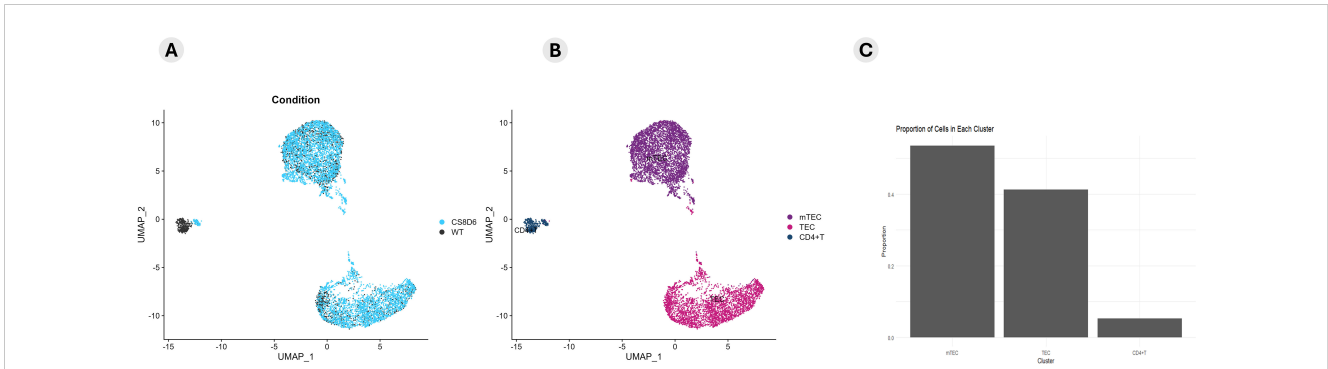 A
B
C
Condition
10
5
0
-5
-10
UMAP_2
-15
-10
-5
0
5
UMAP_1
CS8D6
WT
10
5
0
-5
-10
UMAP_2
-15
-10
-5
0
5
UMAP_1
mTEC
TEC
CD4+T
Proportion of Cells in Each Cluster
0.4
0.2
0.0
Proportion
mTEC
TEC
CD4+T
Cluster